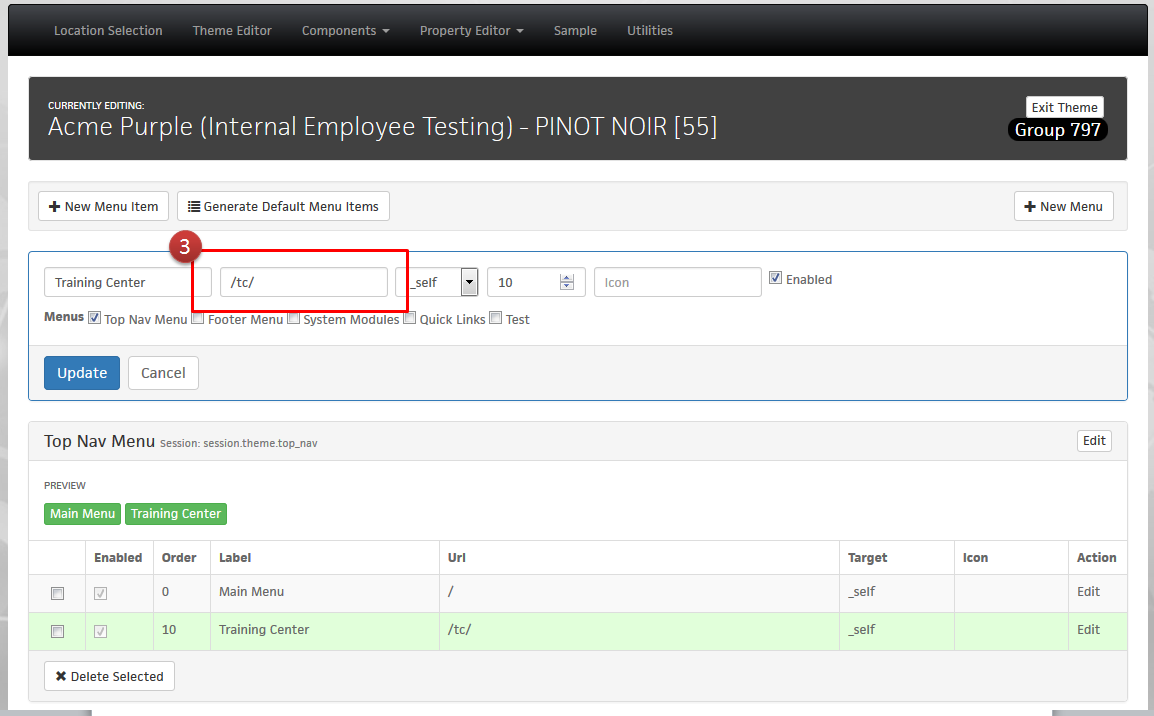 Location Selection Theme Editor Components Property Editor Sample Utilities
CURRENTLY EDITING:
Acme Purple (Internal Employee Testing) - PINOT NOIR [55]
Exit Theme
Group 797
New Menu Item Generate Default Menu Items New Menu
3
Training Center /tc/ _self 10 Icon Enabled
Menus Top Nav Menu Footer Menu System Modules Quick Links Test
Update Cancel
Top Nav Menu Session: session.theme.top_nav Edit
PREVIEW
Main Menu Training Center
Enabled Order Label Url Target Icon Action
0 Main Menu / _self Edit
10 Training Center /tc/ _self Edit
Delete Selected